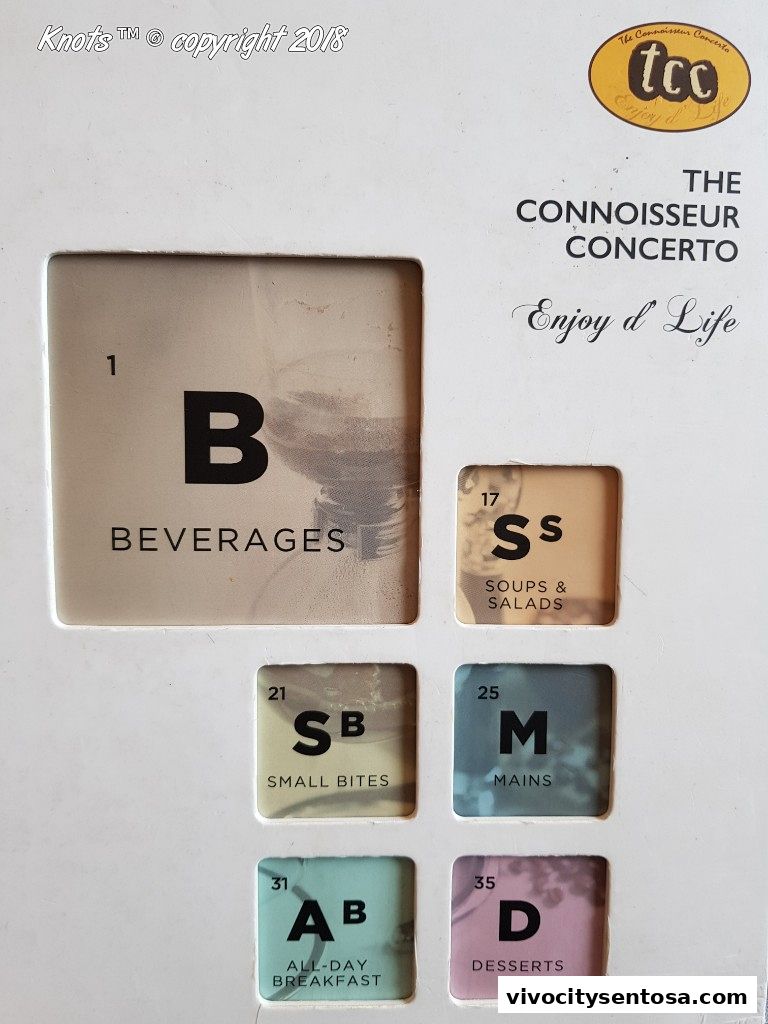 Knots ™ © copyright 2018
The Connoisseur Concerto
tcc
Enjoy d' Life
THE
CONNOISSEUR
CONCERTO
Enjoy d' Life
1
B
BEVERAGES
17
Ss
SOUPS &
SALADS
21
SB
SMALL BITES
25
M
MAINS
31
AB
ALL-DAY
BREAKFAST
35
D
DESSERTS
vivocitysentosa.com